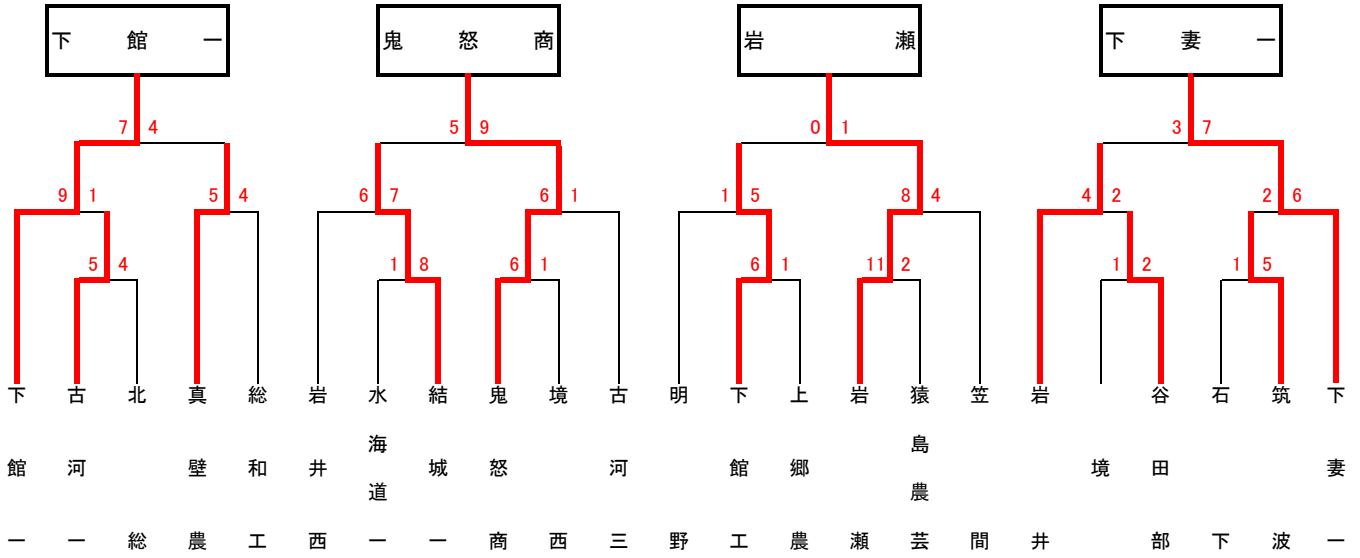 下館一
鬼怒商
岩瀬
下妻一
7 4
5 9
0 1
3 7
9 1
5 4
6 7
6 1
1 5
8 4
4 2
2 6
5 4
1 8
6 1
6 1
11 2
1 2
1 5
下館一
古河一
北総
真壁農
総和工
岩井西
水海道一
結城一
鬼怒商
境西
古河三
明野
下館工
上郷農
岩瀬
猿島農芸
笠間
岩井
境
谷田部
石下
筑波
下妻一